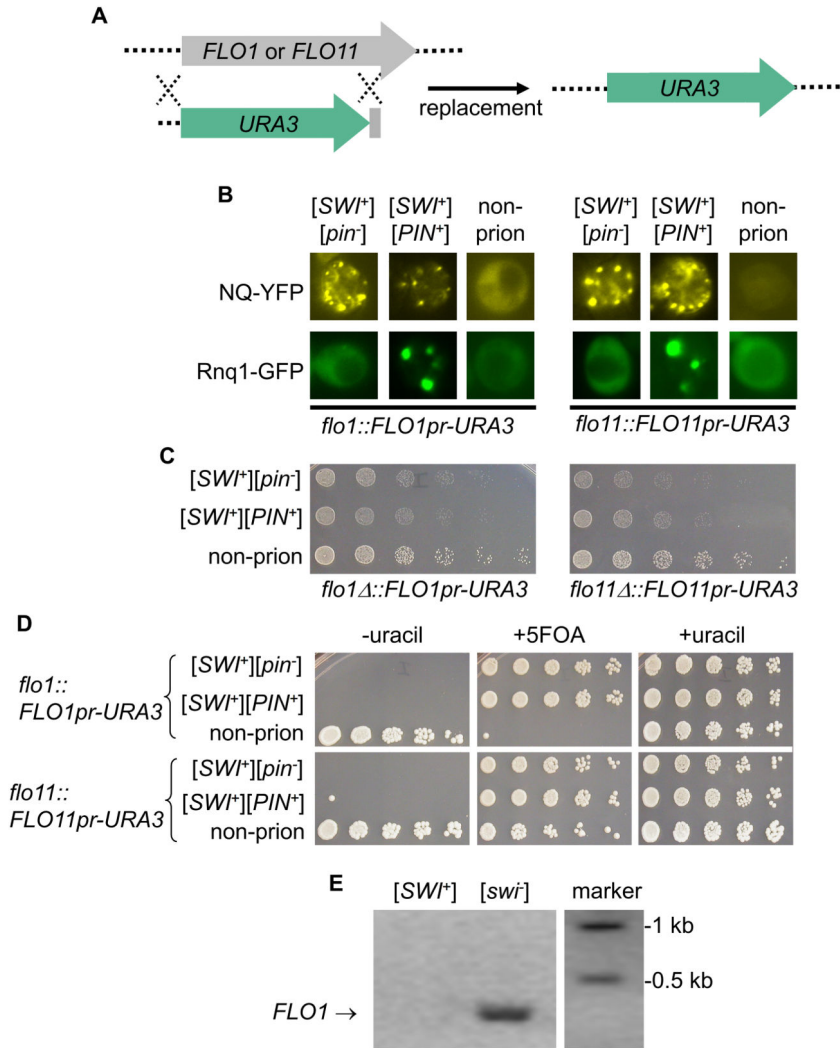 A
FLO1 or FLO11
URA3
replacement
URA3
B
[SWI⁺] [SWI⁺] non-
[pin⁻] [PIN⁺] prion
[SWI⁺] [SWI⁺] non-
[pin⁻] [PIN⁺] prion
NQ-YFP
Rnq1-GFP
flo1::FLO1pr-URA3
flo11::FLO11pr-URA3
C
[SWI⁺][pin⁻]
[SWI⁺][PIN⁺]
non-prion
flo1Δ::FLO1pr-URA3
flo11Δ::FLO11pr-URA3
D
-uracil +5FOA +uracil
flo1::
FLO1pr-URA3
[SWI⁺][pin⁻]
[SWI⁺][PIN⁺]
non-prion
flo11::
FLO11pr-URA3
[SWI⁺][pin⁻]
[SWI⁺][PIN⁺]
non-prion
E
[SWI⁺] [swi⁻] marker
-1 kb
-0.5 kb
FLO1 →